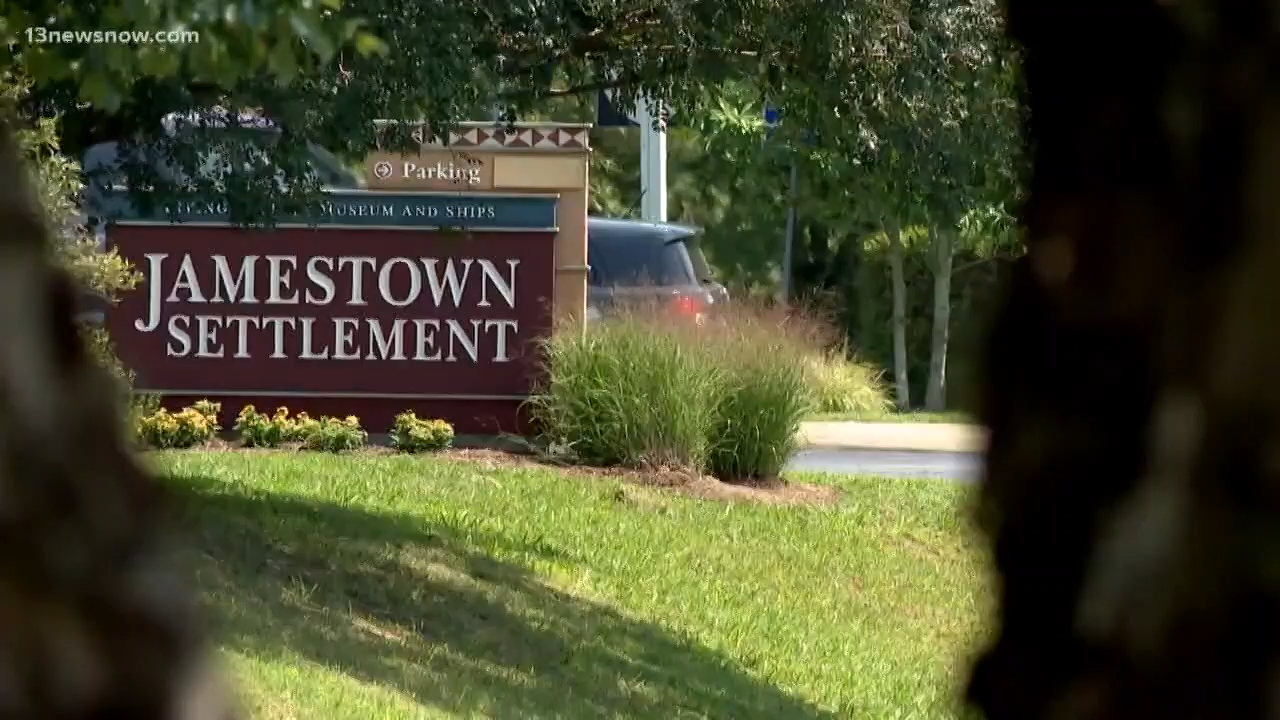 13newsnow.com
Parking
MUSEUM AND SHIPS
JAMESTOWN
SETTLEMENT